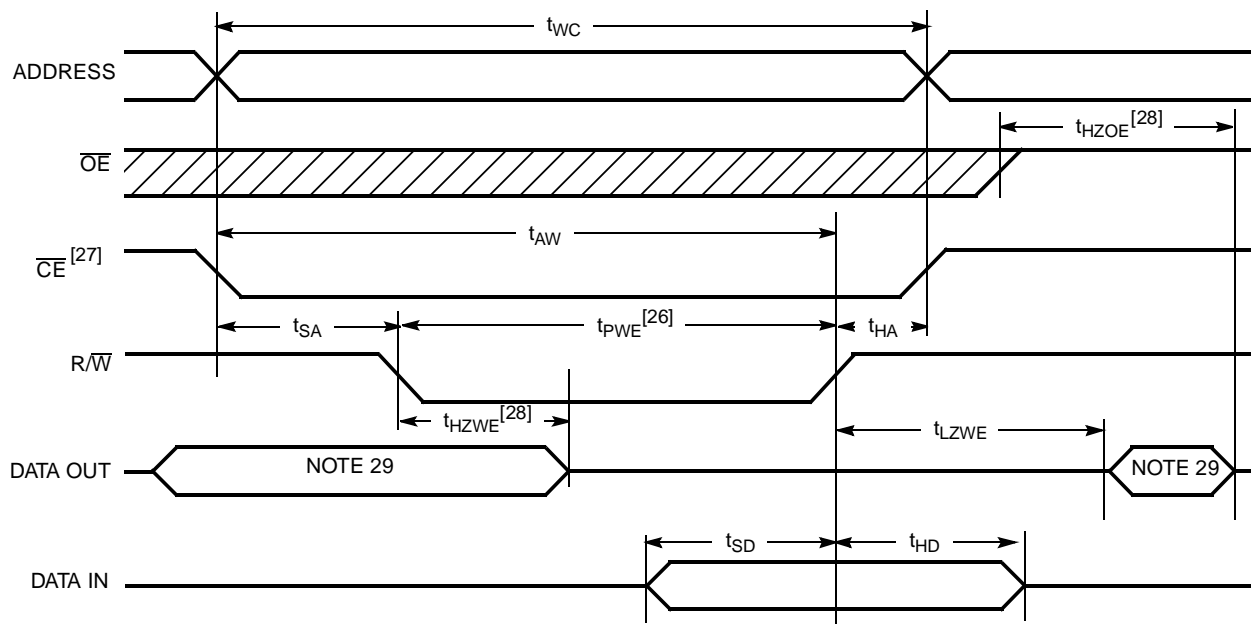 tWC
ADDRESS
tHZOE[28]
OE
tAW
CE[27]
tSA
tPWE[26]
tHA
R/W
tHZWE[28]
tLZWE
DATA OUT
NOTE 29
NOTE 29
tSD
tHD
DATA IN